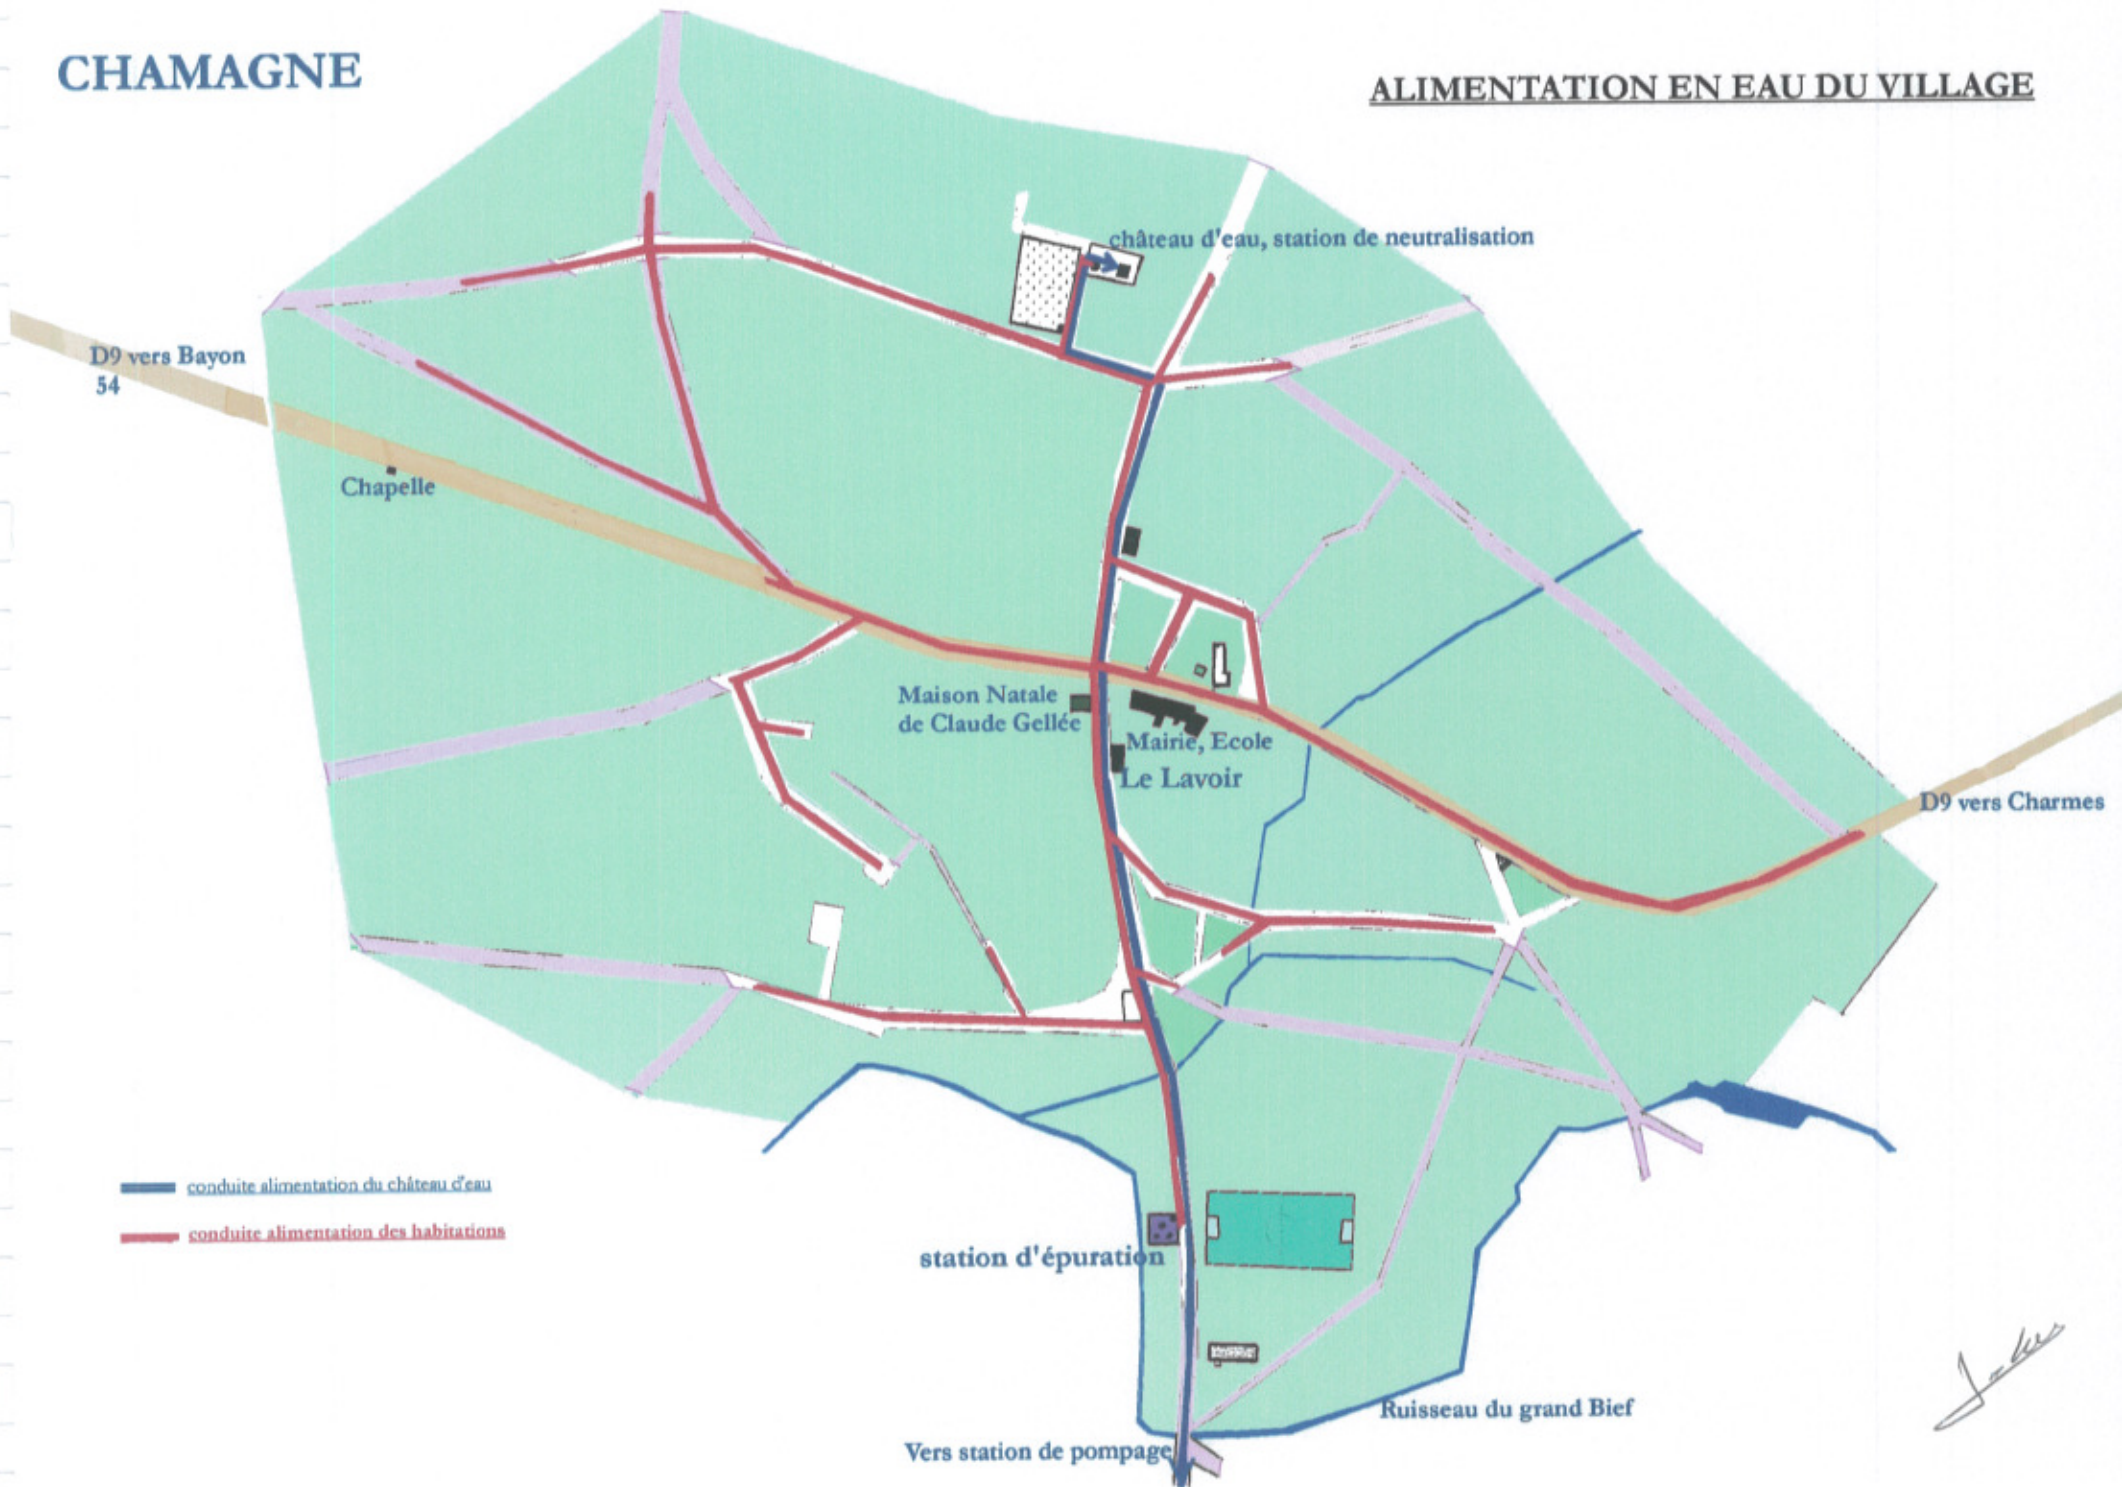 CHAMAGNE
ALIMENTATION EN EAU DU VILLAGE
château d'eau, station de neutralisation
D9 vers Bayon
54
Chapelle
Maison Natale
de Claude Gellée
Mairie, Ecole
Le Lavoir
D9 vers Charmes
conduite alimentation du château d'eau
conduite alimentation des habitations
station d'épuration
Ruisseau du grand Bief
Vers station de pompage